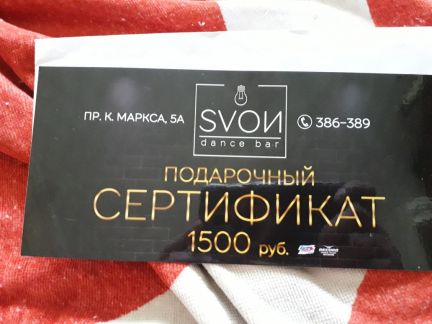 ПР. К. МАРКСА, 5А
SVOИ
dance bar
386-389
ПОДАРОЧНЫЙ
СЕРТИФИКАТ
1500 руб.